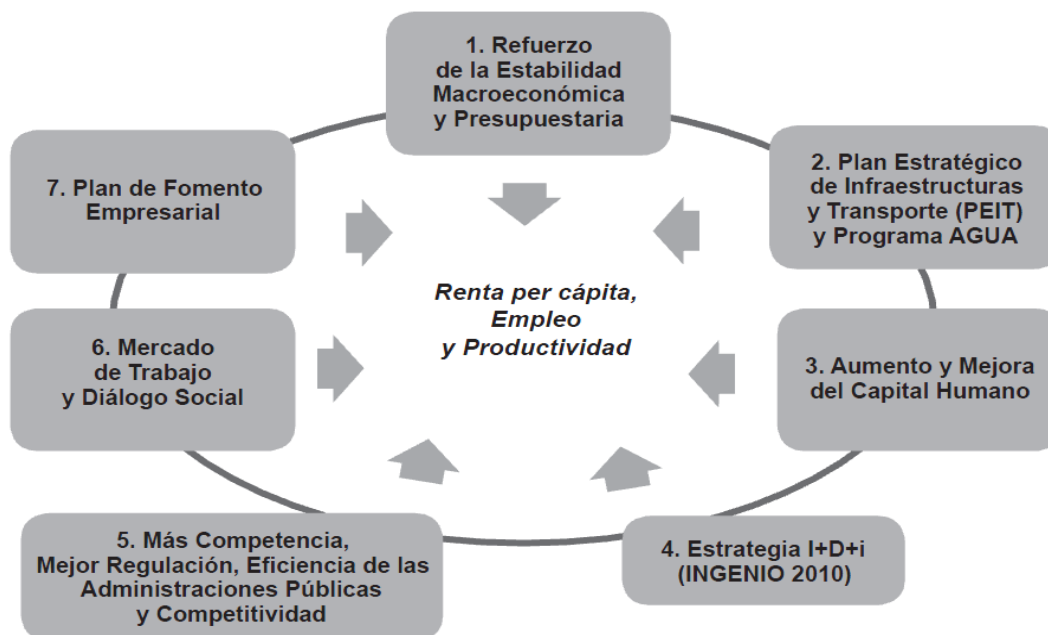 1. Refuerzo
de la Estabilidad
Macroeconómica
y Presupuestaria
2. Plan Estratégico
de Infraestructuras
y Transporte (PEIT)
y Programa AGUA
3. Aumento y Mejora
del Capital Humano
4. Estrategia I+D+i
(INGENIO 2010)
5. Más Competencia,
Mejor Regulación, Eficiencia de las
Administraciones Públicas
y Competitividad
6. Mercado
de Trabajo
y Diálogo Social
7. Plan de Fomento
Empresarial
Renta per cápita,
Empleo
y Productividad